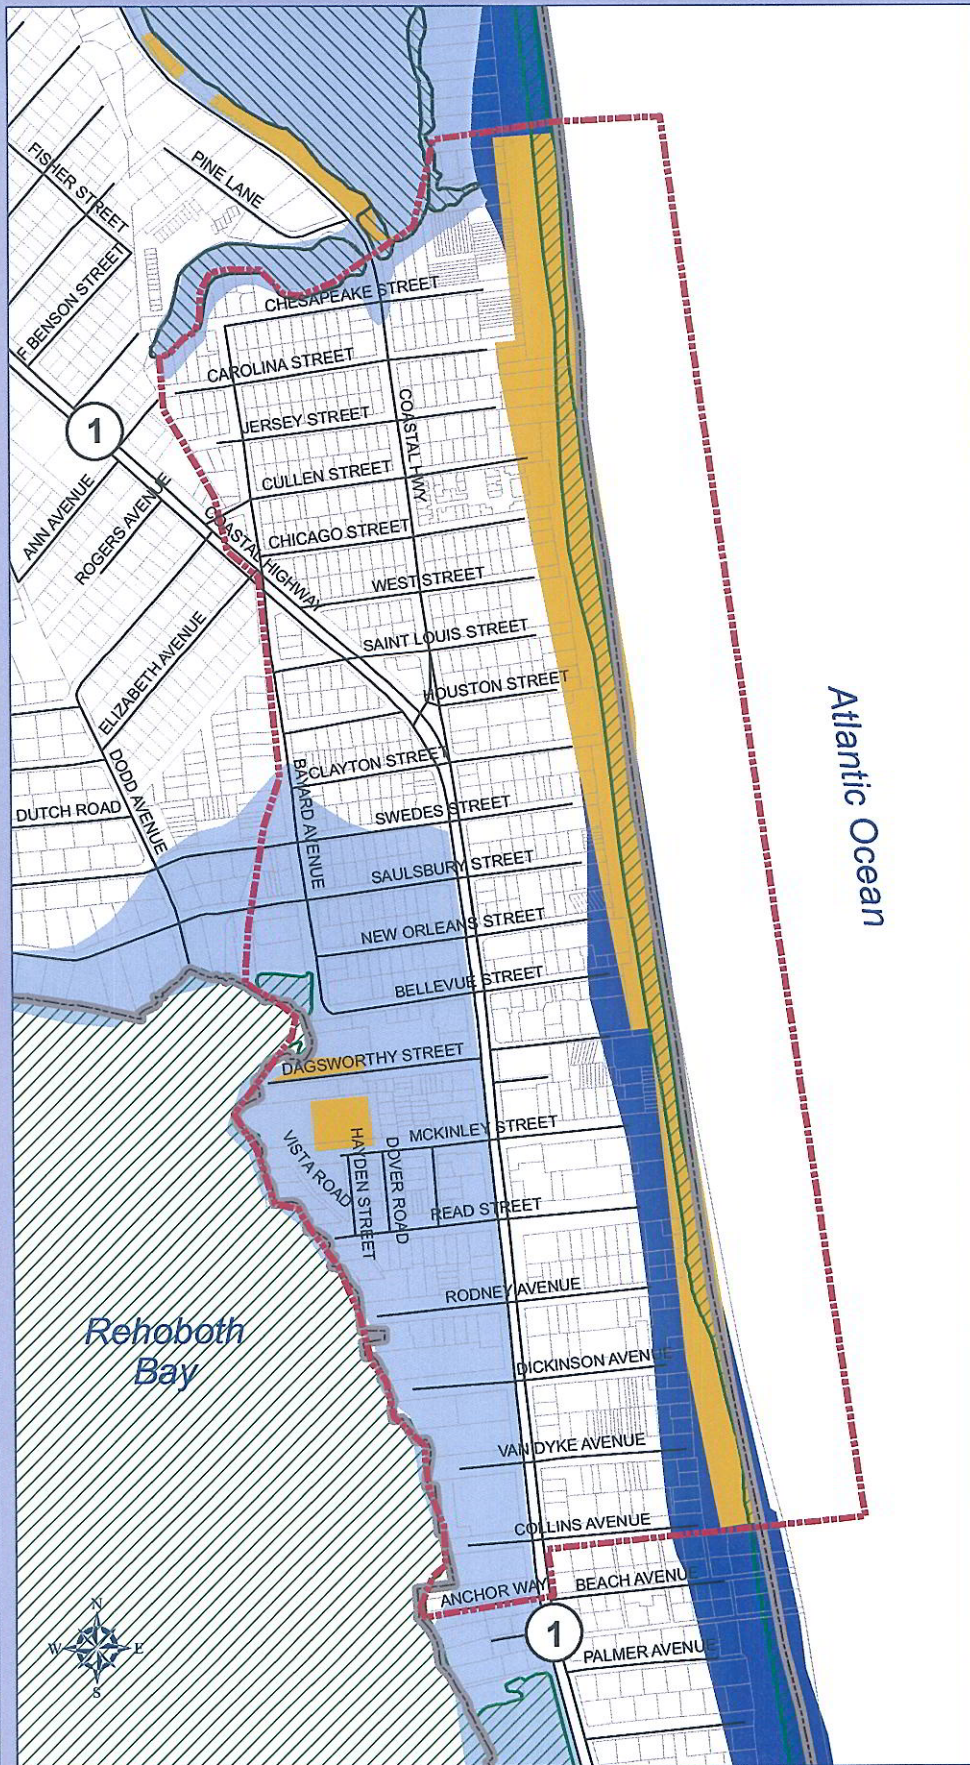 FISHER STREET
PINE LANE
F BENSON STREET
CHESAPEAKE STREET
CAROLINA STREET
COASTAL HWY
JERSEY STREET
1
CULLEN STREET
ANN AVENUE
ROGERS AVENUE
COASTAL HIGHWAY
CHICAGO STREET
WEST STREET
SAINT LOUIS STREET
ELIZABETH AVENUE
HOUSTON STREET
Atlantic Ocean
DODD AVENUE
BAYARD AVENUE
CLAYTON STREET
DUTCH ROAD
SWEDES STREET
SAULSBURY STREET
NEW ORLEANS STREET
BELLEVUE STREET
DAGSWORTHY STREET
MCKINLEY STREET
VISTA ROAD
HAYDEN STREET
DOVER ROAD
READ STREET
RODNEY AVENUE
Rehoboth
Bay
DICKINSON AVENUE
VAN DYKE AVENUE
COLLINS AVENUE
ANCHOR WAY
BEACH AVENUE
N
W
E
S
1
PALMER AVENUE